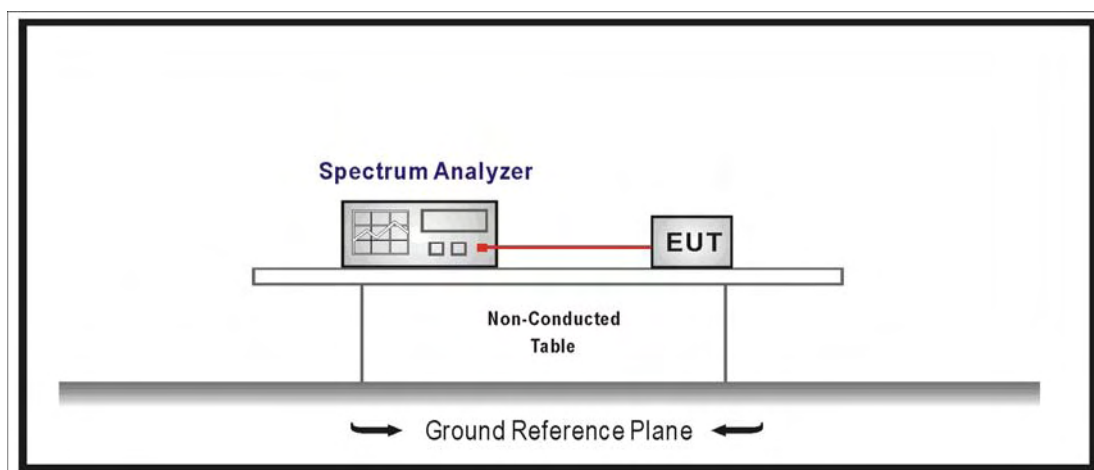 Spectrum Analyzer
EUT
Non-Conducted
Table
Ground Reference Plane